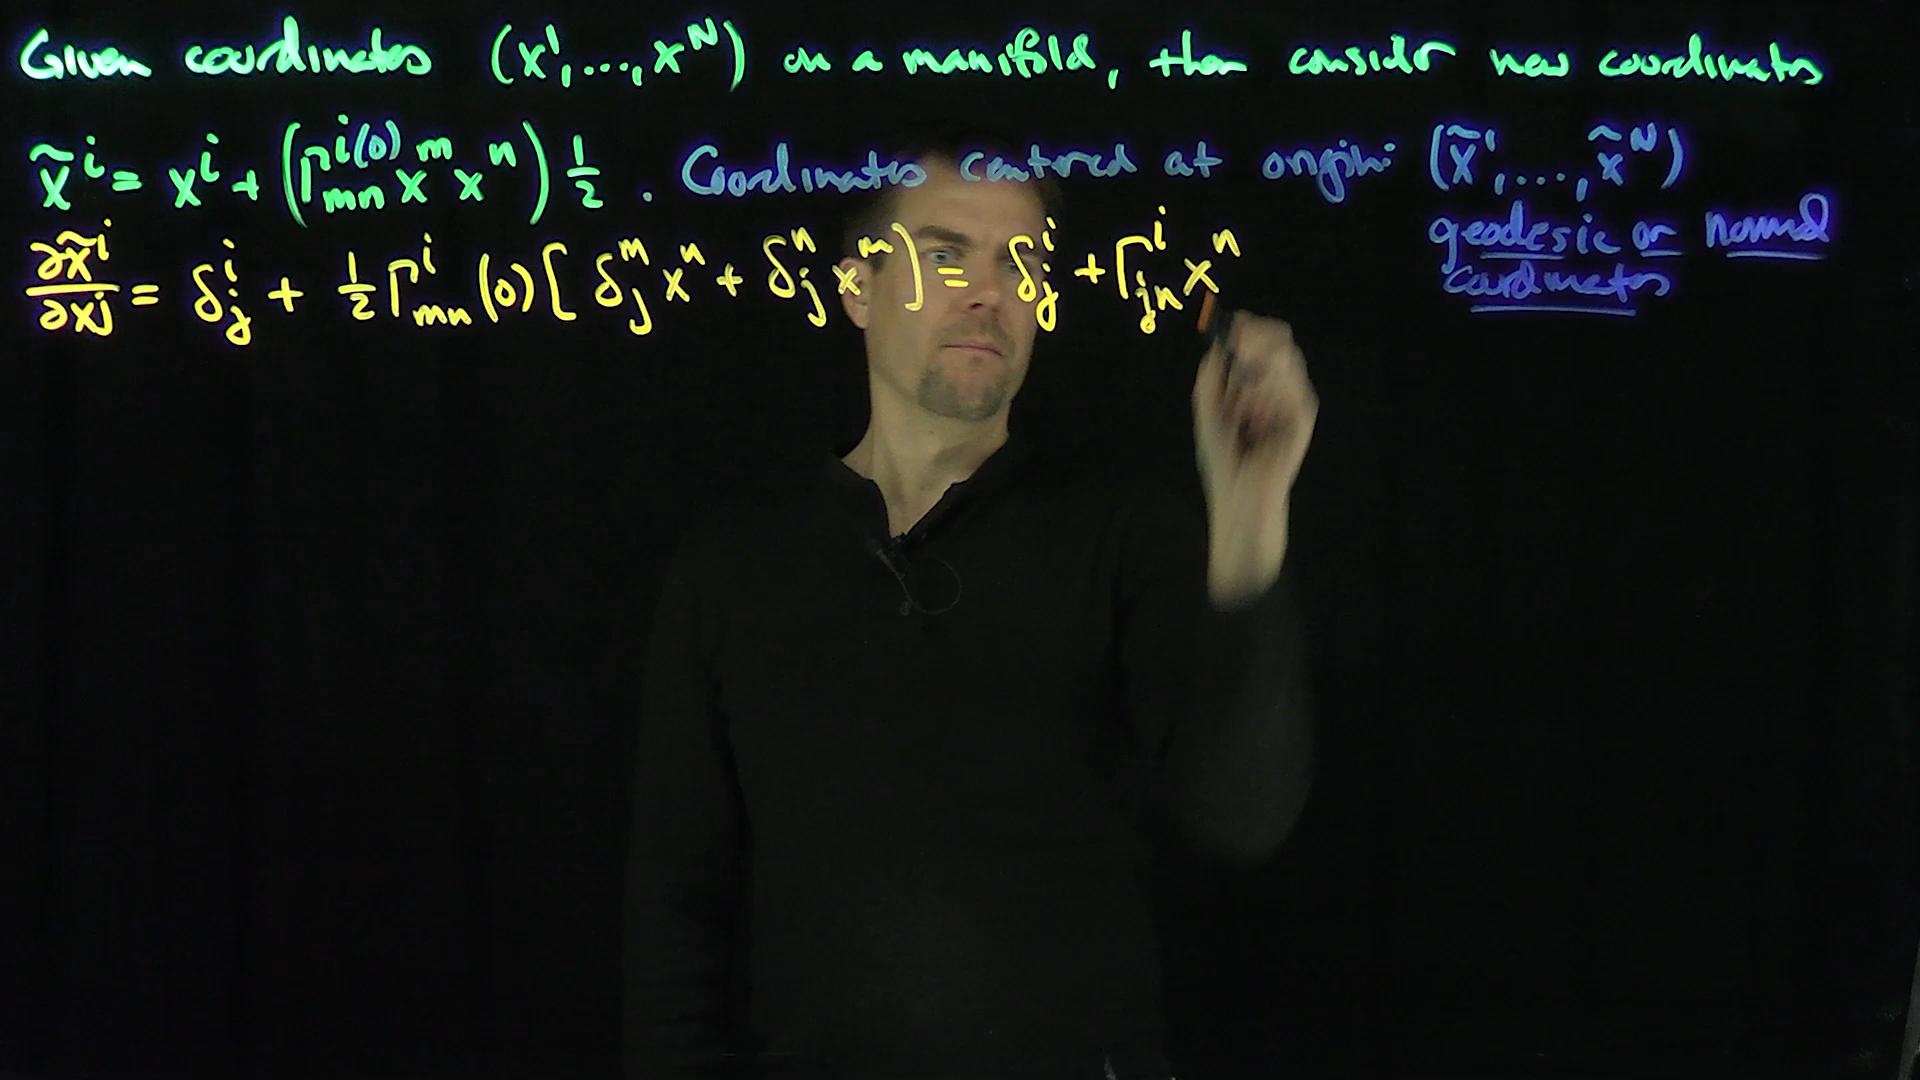 Given coordinates (x¹,...,xᴺ) on a manifold, then consider new coordinates
x̃ⁱ = xⁱ + (Γⁱ₍ₘₙ₎(0) xᵐ xⁿ) 1/2 . Coordinates centered at origin: (x̃¹,...,x̃ᴺ)
geodesic or normal
coordinates
∂x̃ⁱ/∂xʲ = δⁱⱼ + 1/2 Γⁱₘₙ (0) [ δᵐⱼ xⁿ + δⁿⱼ xᵐ ] = δⁱⱼ + Γⁱⱼₙ xⁿ